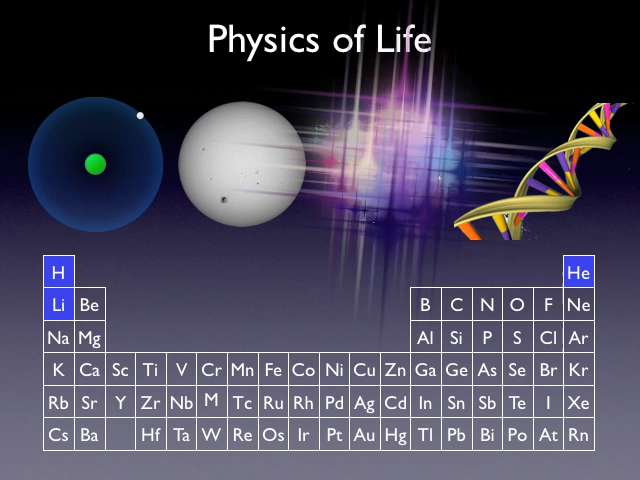 Physics of Life
H He
Li Be B C N O F Ne
Na Mg Al Si P S Cl Ar
K Ca Sc Ti V Cr Mn Fe Co Ni Cu Zn Ga Ge As Se Br Kr
Rb Sr Y Zr Nb M Tc Ru Rh Pd Ag Cd In Sn Sb Te I Xe
Cs Ba Hf Ta W Re Os Ir Pt Au Hg Tl Pb Bi Po At Rn